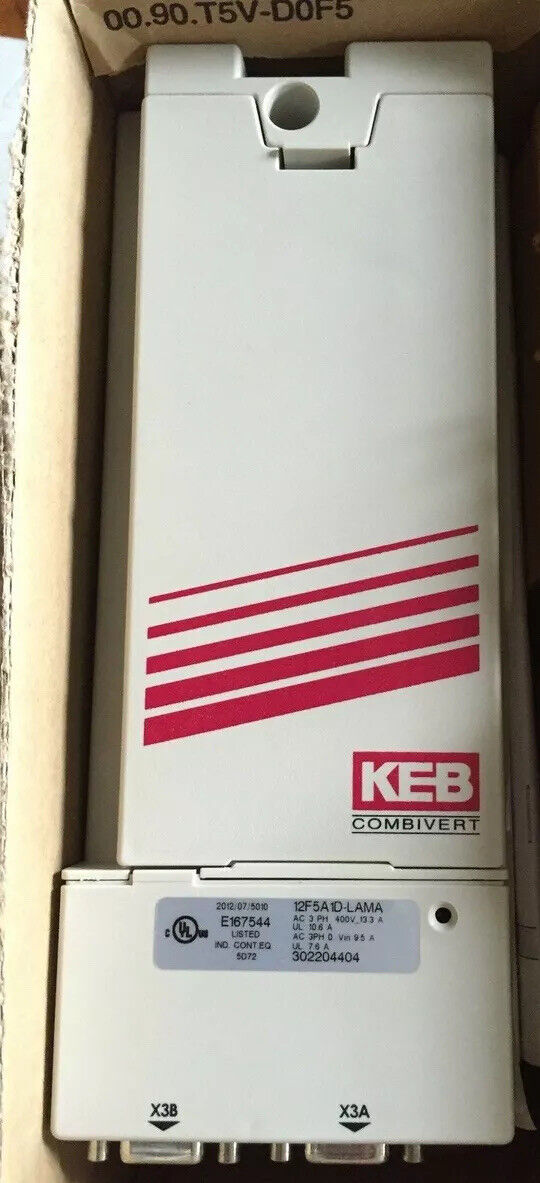 00.90.T5V-D0F5
KEB
COMBIVERT
2012/07/5010
E167544
LISTED
IND. CONT.EQ.
5D72
c UL us
12F5A1D-LAMA
AC 3 PH 400V, 13.3 A
UL 10.6 A
AC 3PH 0 Vin 9.5 A
UL 7.6 A
302204404
X3B
X3A